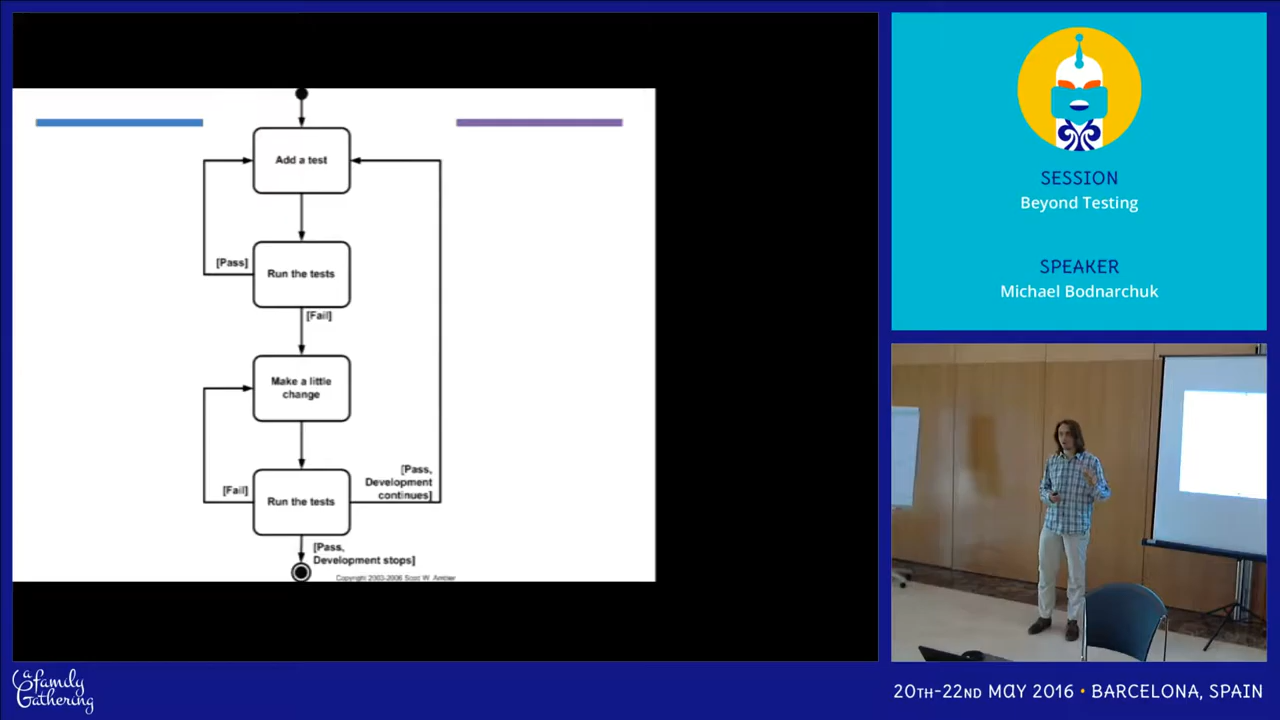 Add a test
[Pass]
Run the tests
[Fail]
Make a little
change
[Fail]
Run the tests
[Pass,
Development
continues]
[Pass,
Development stops]
Copyright 2003-2006 Scott W. Ambler
SESSION
Beyond Testing
SPEAKER
Michael Bodnarchuk
a family
Gathering
20TH-22ND MAY 2016 • BARCELONA, SPAIN